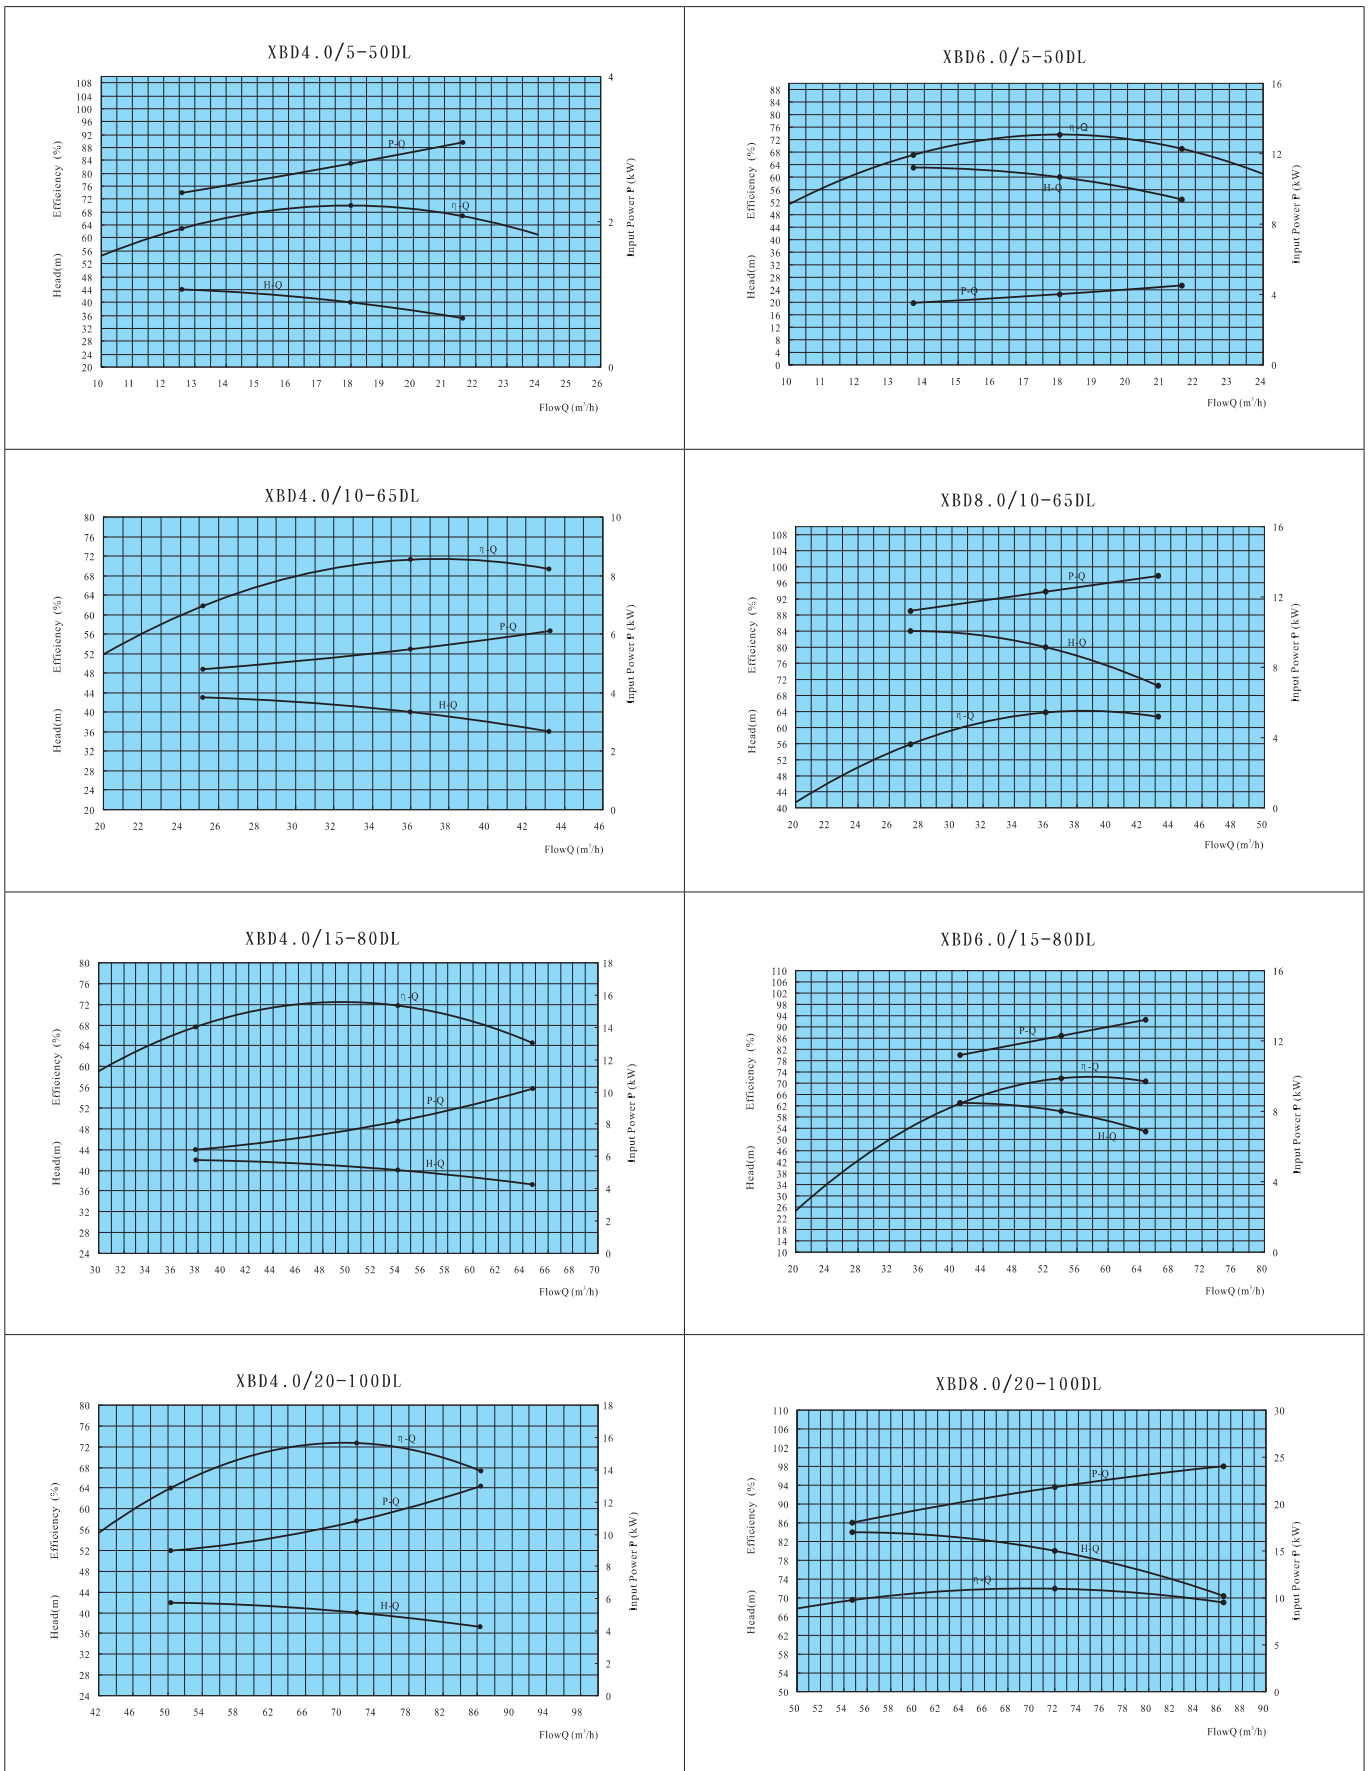 XBD4.0/5-50DL
108
104
100
96
92
88
84
80
76
72
68
64
60
56
52
48
44
40
36
32
28
24
20
Efficiency (%)
Head(m)
P-Q
η-Q
H-Q
4
2
0
Input Power P (kW)
10 11 12 13 14 15 16 17 18 19 20 21 22 23 24 25 26
FlowQ (m³/h)
XBD6.0/5-50DL
88
84
80
76
72
68
64
60
56
52
48
44
40
36
32
28
24
20
16
12
8
4
0
Efficiency (%)
Head(m)
η-Q
H-Q
P-Q
16
12
8
4
0
Input Power P (kW)
10 11 12 13 14 15 16 17 18 19 20 21 22 23 24
FlowQ (m³/h)
XBD4.0/10-65DL
80
76
72
68
64
60
56
52
48
44
40
36
32
28
24
20
Efficiency (%)
Head(m)
η-Q
P-Q
H-Q
10
8
6
4
2
0
Input Power P (kW)
20 22 24 26 28 30 32 34 36 38 40 42 44 46
FlowQ (m³/h)
XBD8.0/10-65DL
108
104
100
96
92
88
84
80
76
72
68
64
60
56
52
48
44
40
Efficiency (%)
Head(m)
P-Q
H-Q
η-Q
16
12
8
4
0
Input Power P (kW)
20 22 24 26 28 30 32 34 36 38 40 42 44 46 48 50
FlowQ (m³/h)
XBD4.0/15-80DL
80
76
72
68
64
60
56
52
48
44
40
36
32
28
24
Efficiency (%)
Head(m)
η-Q
P-Q
H-Q
18
16
14
12
10
8
6
4
2
0
Input Power P (kW)
30 32 34 36 38 40 42 44 46 48 50 52 54 56 58 60 62 64 66 68 70
FlowQ (m³/h)
XBD6.0/15-80DL
110
106
102
98
94
90
86
82
78
74
70
66
62
58
54
50
46
42
38
34
30
26
22
18
14
10
Efficiency (%)
Head(m)
P-Q
η-Q
H-Q
16
12
8
4
0
Input Power P (kW)
20 24 28 32 36 40 44 48 52 56 60 64 68 72 76 80
FlowQ (m³/h)
XBD4.0/20-100DL
80
76
72
68
64
60
56
52
48
44
40
36
32
28
24
Efficiency (%)
Head(m)
η-Q
P-Q
H-Q
18
16
14
12
10
8
6
4
2
0
Input Power P (kW)
42 46 50 54 58 62 66 70 74 78 82 86 90 94 98
FlowQ (m³/h)
XBD8.0/20-100DL
110
106
102
98
94
90
86
82
78
74
70
66
62
58
54
50
Efficiency (%)
Head(m)
P-Q
H-Q
η-Q
30
25
20
15
10
5
0
Input Power P (kW)
50 52 54 56 58 60 62 64 66 68 70 72 74 76 78 80 82 84 86 88 90
FlowQ (m³/h)